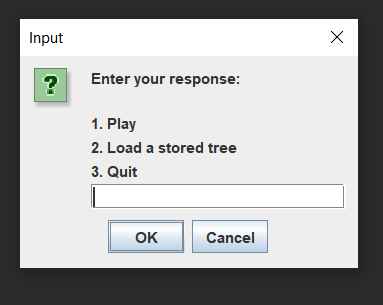 Input
Enter your response:
1. Play
2. Load a stored tree
3. Quit
OK
Cancel